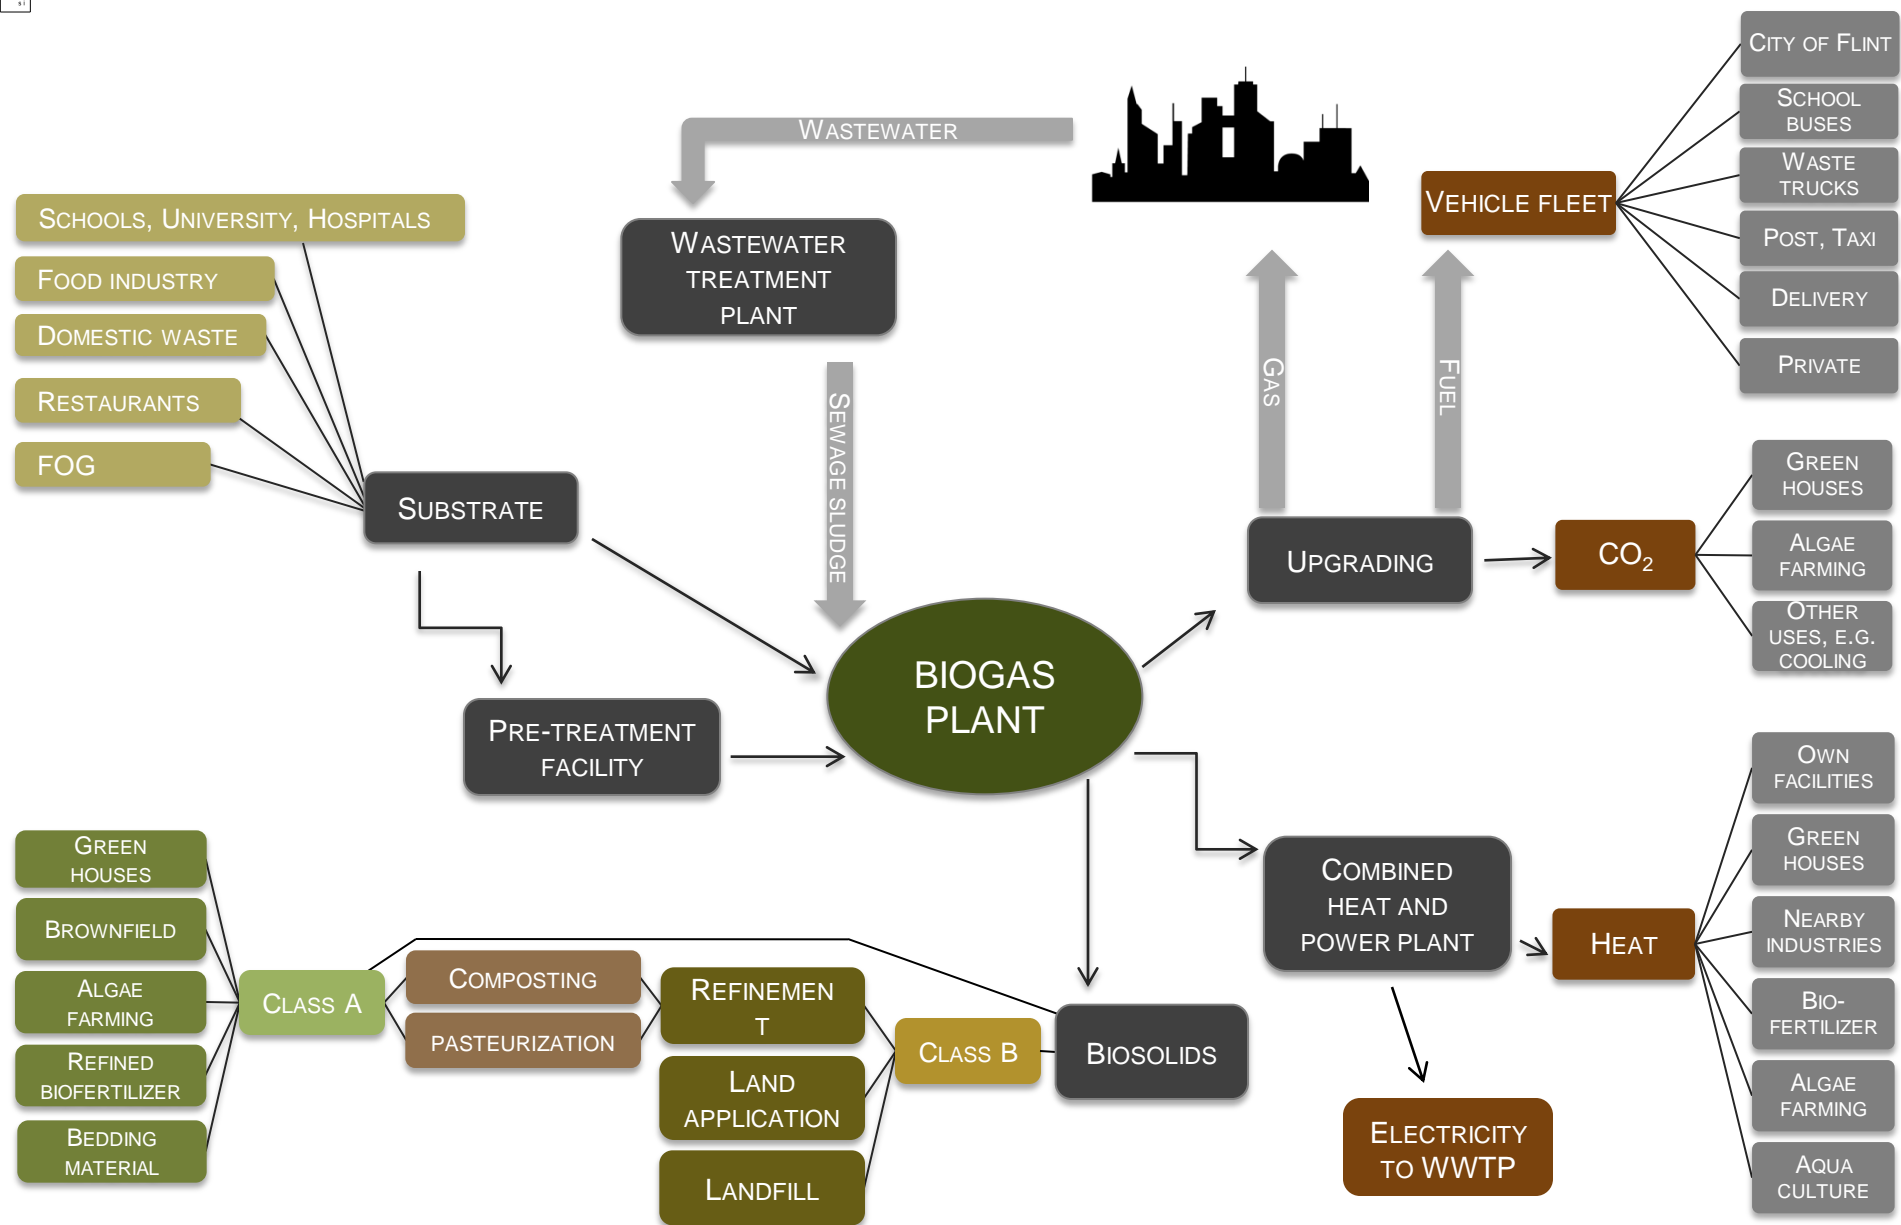 si
CITY OF FLINT
SCHOOL
BUSES
WASTE
TRUCKS
POST, TAXI
DELIVERY
PRIVATE
VEHICLE FLEET
WASTEWATER
WASTEWATER
TREATMENT
PLANT
SCHOOLS, UNIVERSITY, HOSPITALS
FOOD INDUSTRY
DOMESTIC WASTE
RESTAURANTS
FOG
SUBSTRATE
SEWAGE SLUDGE
GAS
FUEL
UPGRADING
CO₂
GREEN
HOUSES
ALGAE
FARMING
OTHER
USES, E.G.
COOLING
BIOGAS
PLANT
PRE-TREATMENT
FACILITY
COMBINED
HEAT AND
POWER PLANT
HEAT
OWN
FACILITIES
GREEN
HOUSES
NEARBY
INDUSTRIES
BIO-
FERTILIZER
ALGAE
FARMING
AQUA
CULTURE
ELECTRICITY
TO WWTP
GREEN
HOUSES
BROWNFIELD
ALGAE
FARMING
REFINED
BIOFERTILIZER
BEDDING
MATERIAL
CLASS A
COMPOSTING
PASTEURIZATION
REFINEMEN
T
LAND
APPLICATION
LANDFILL
CLASS B
BIOSOLIDS